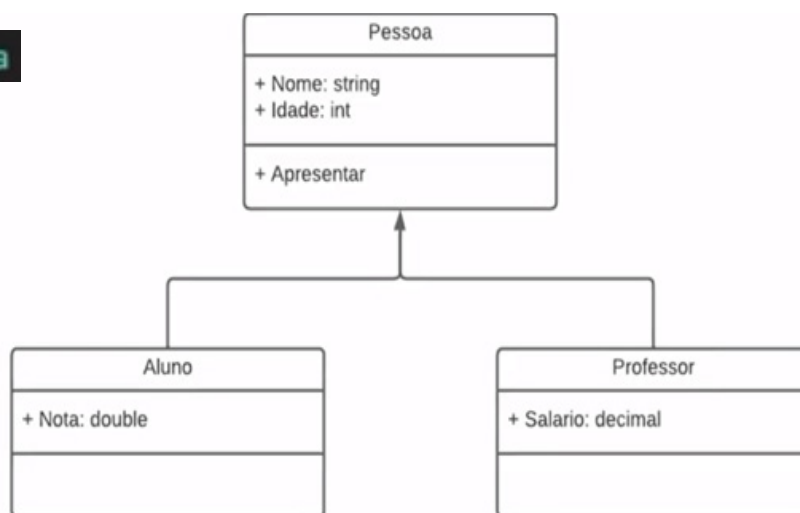 a
Pessoa
+ Nome: string
+ Idade: int
+ Apresentar
Aluno
Professor
+ Nota: double
+ Salario: decimal